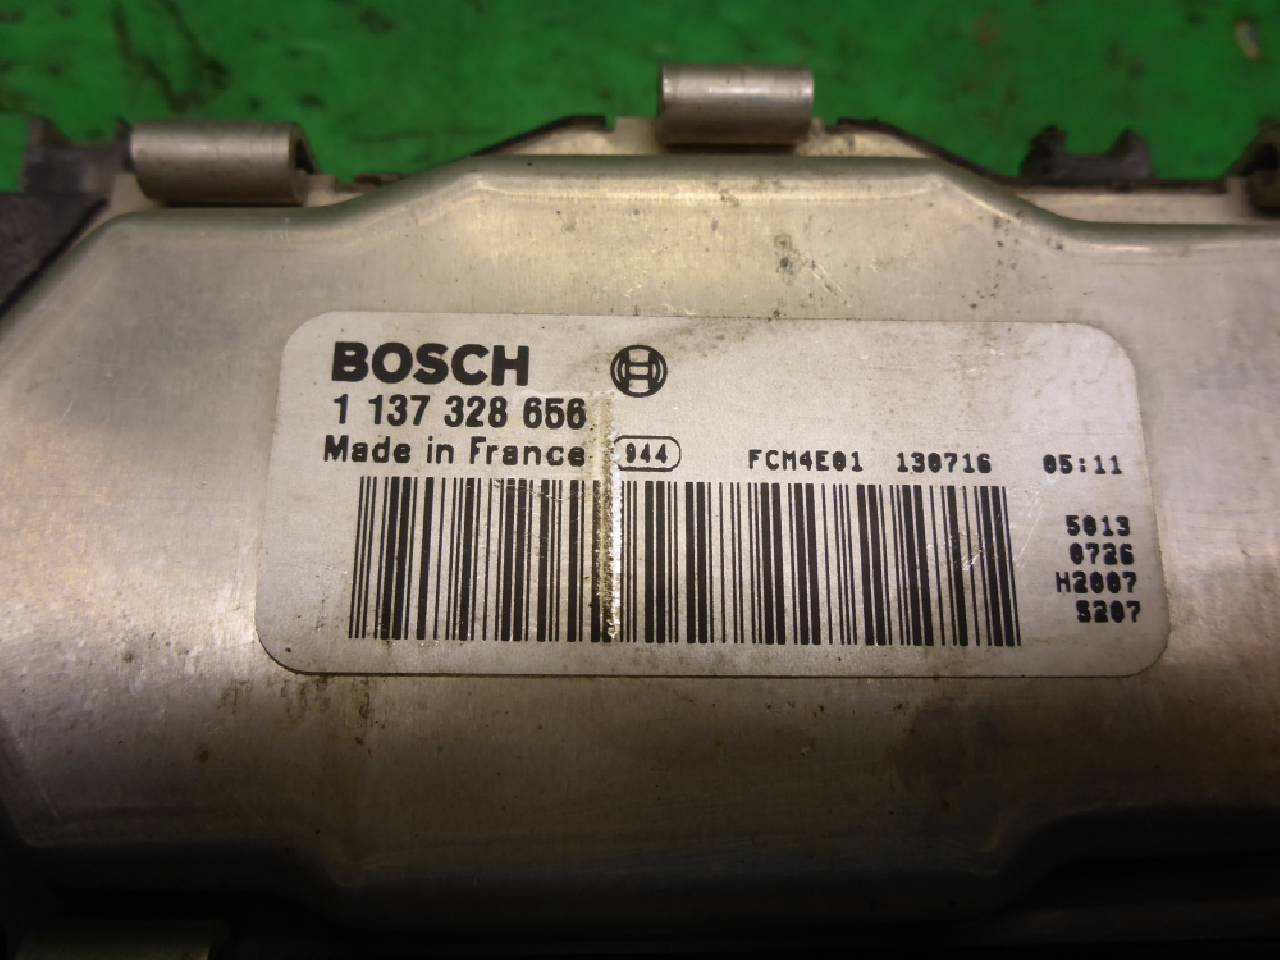 BOSCH
1 137 328 656
Made in France 944 FCM4E01 130716 05:11
5013
0726
H2007
S207